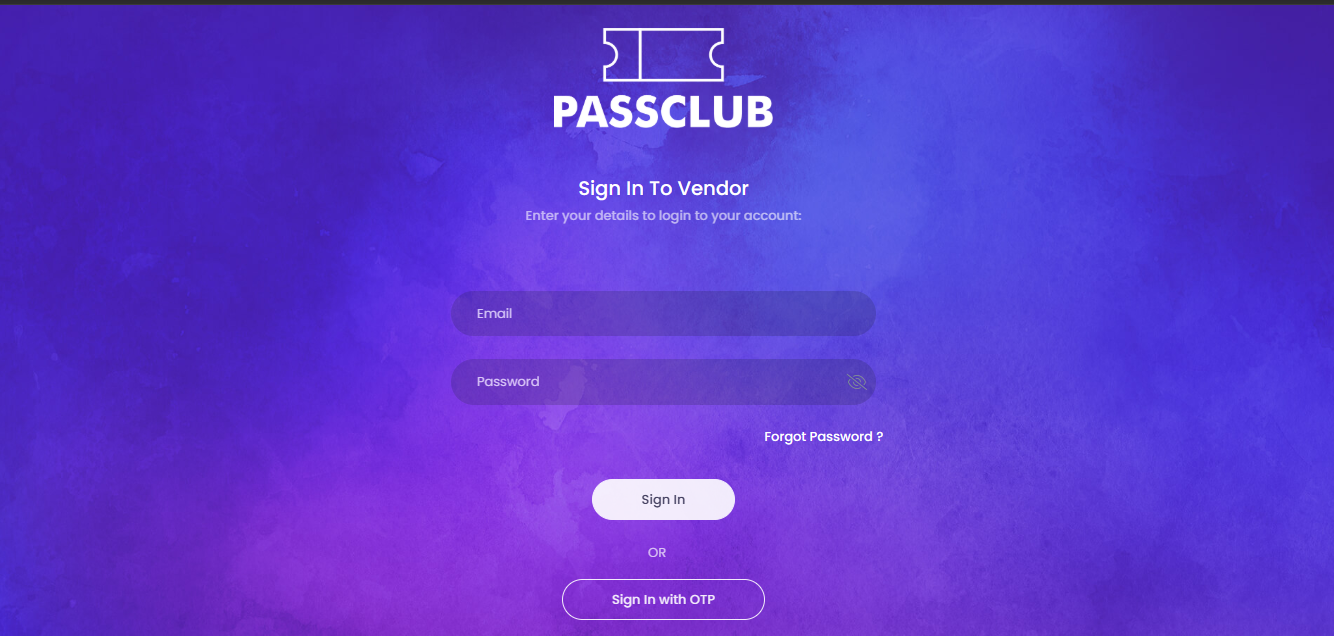 PASSCLUB
Sign In To Vendor
Enter your details to login to your account:
Email
Password
Forgot Password ?
Sign In
OR
Sign In with OTP